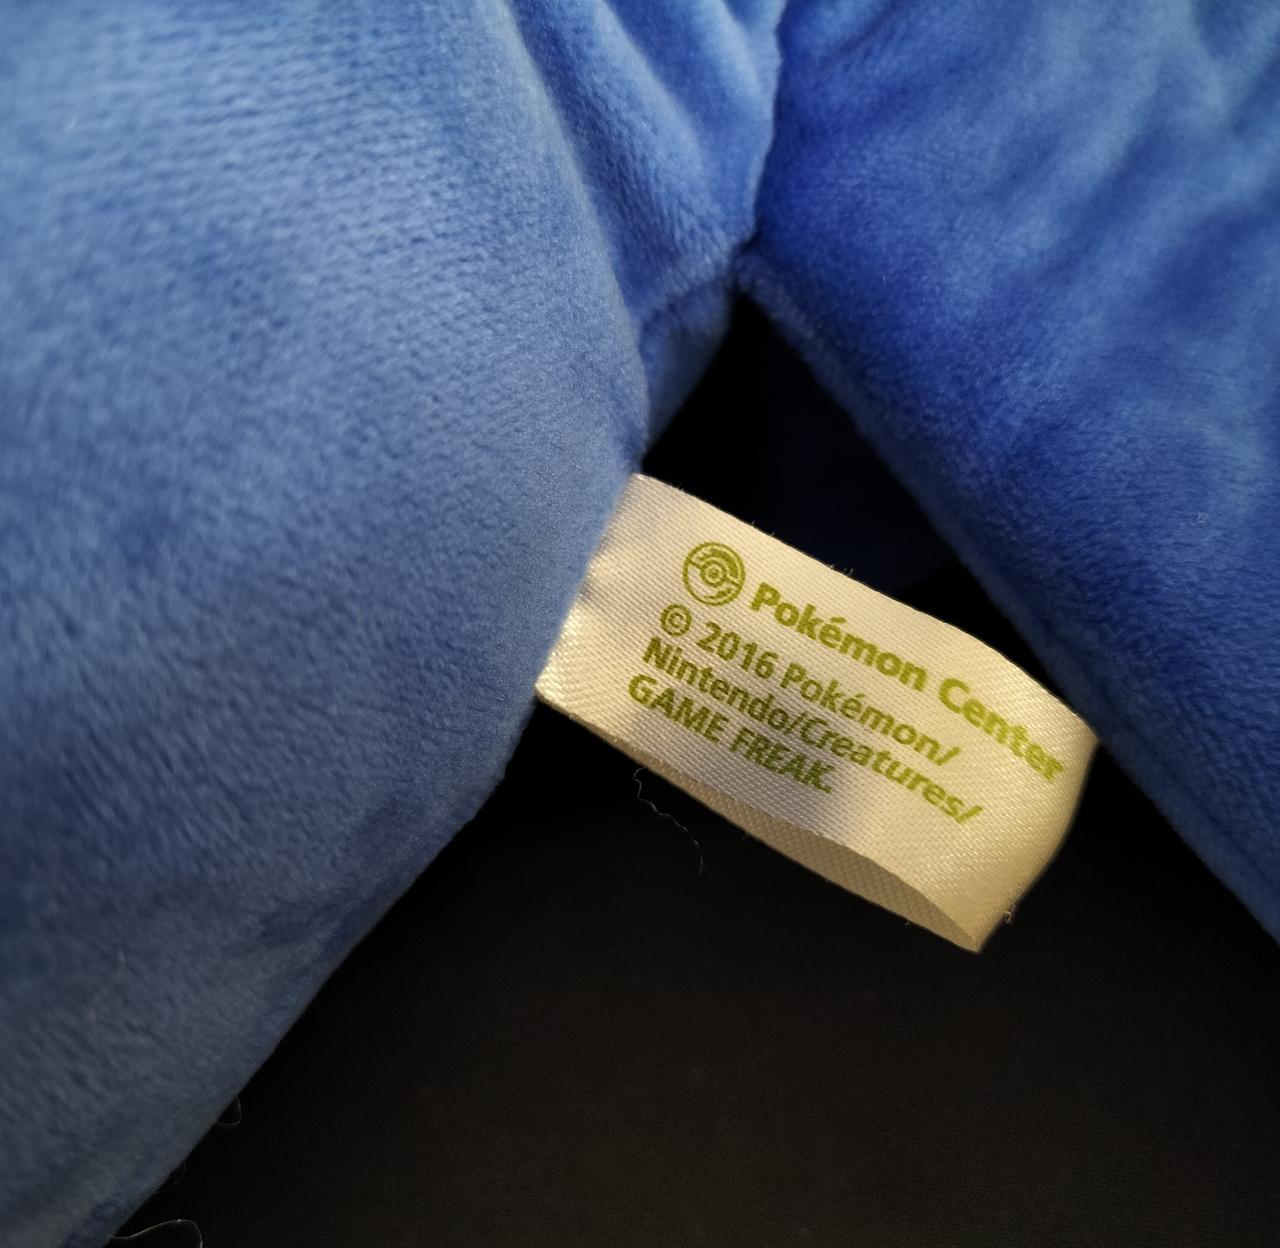 Pokémon Center
© 2016 Pokémon/
Nintendo/Creatures/
GAME FREAK.